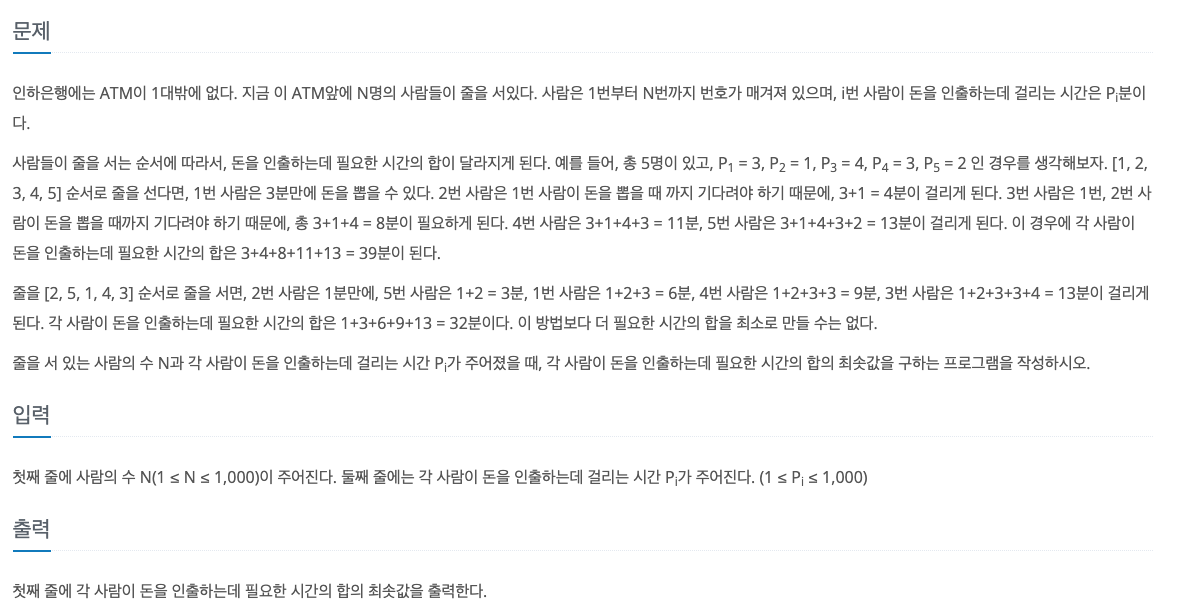 문제
인하은행에는 ATM이 1대밖에 없다. 지금 이 ATM앞에 N명의 사람들이 줄을 서있다. 사람은 1번부터 N번까지 번호가 매겨져 있으며, i번 사람이 돈을 인출하는데 걸리는 시간은 Pi분이
다.
사람들이 줄을 서는 순서에 따라서, 돈을 인출하는데 필요한 시간의 합이 달라지게 된다. 예를 들어, 총 5명이 있고, P1 = 3, P2 = 1, P3 = 4, P4 = 3, P5 = 2 인 경우를 생각해보자. [1, 2,
3, 4, 5] 순서로 줄을 선다면, 1번 사람은 3분만에 돈을 뽑을 수 있다. 2번 사람은 1번 사람이 돈을 뽑을 때 까지 기다려야 하기 때문에, 3+1 = 4분이 걸리게 된다. 3번 사람은 1번, 2번 사
람이 돈을 뽑을 때까지 기다려야 하기 때문에, 총 3+1+4 = 8분이 필요하게 된다. 4번 사람은 3+1+4+3 = 11분, 5번 사람은 3+1+4+3+2 = 13분이 걸리게 된다. 이 경우에 각 사람이
돈을 인출하는데 필요한 시간의 합은 3+4+8+11+13 = 39분이 된다.
줄을 [2, 5, 1, 4, 3] 순서로 줄을 서면, 2번 사람은 1분만에, 5번 사람은 1+2 = 3분, 1번 사람은 1+2+3 = 6분, 4번 사람은 1+2+3+3 = 9분, 3번 사람은 1+2+3+3+4 = 13분이 걸리게
된다. 각 사람이 돈을 인출하는데 필요한 시간의 합은 1+3+6+9+13 = 32분이다. 이 방법보다 더 필요한 시간의 합을 최소로 만들 수는 없다.
줄을 서 있는 사람의 수 N과 각 사람이 돈을 인출하는데 걸리는 시간 Pi가 주어졌을 때, 각 사람이 돈을 인출하는데 필요한 시간의 합의 최솟값을 구하는 프로그램을 작성하시오.
입력
첫째 줄에 사람의 수 N(1 ≤ N ≤ 1,000)이 주어진다. 둘째 줄에는 각 사람이 돈을 인출하는데 걸리는 시간 Pi가 주어진다. (1 ≤ Pi ≤ 1,000)
출력
첫째 줄에 각 사람이 돈을 인출하는데 필요한 시간의 합의 최솟값을 출력한다.